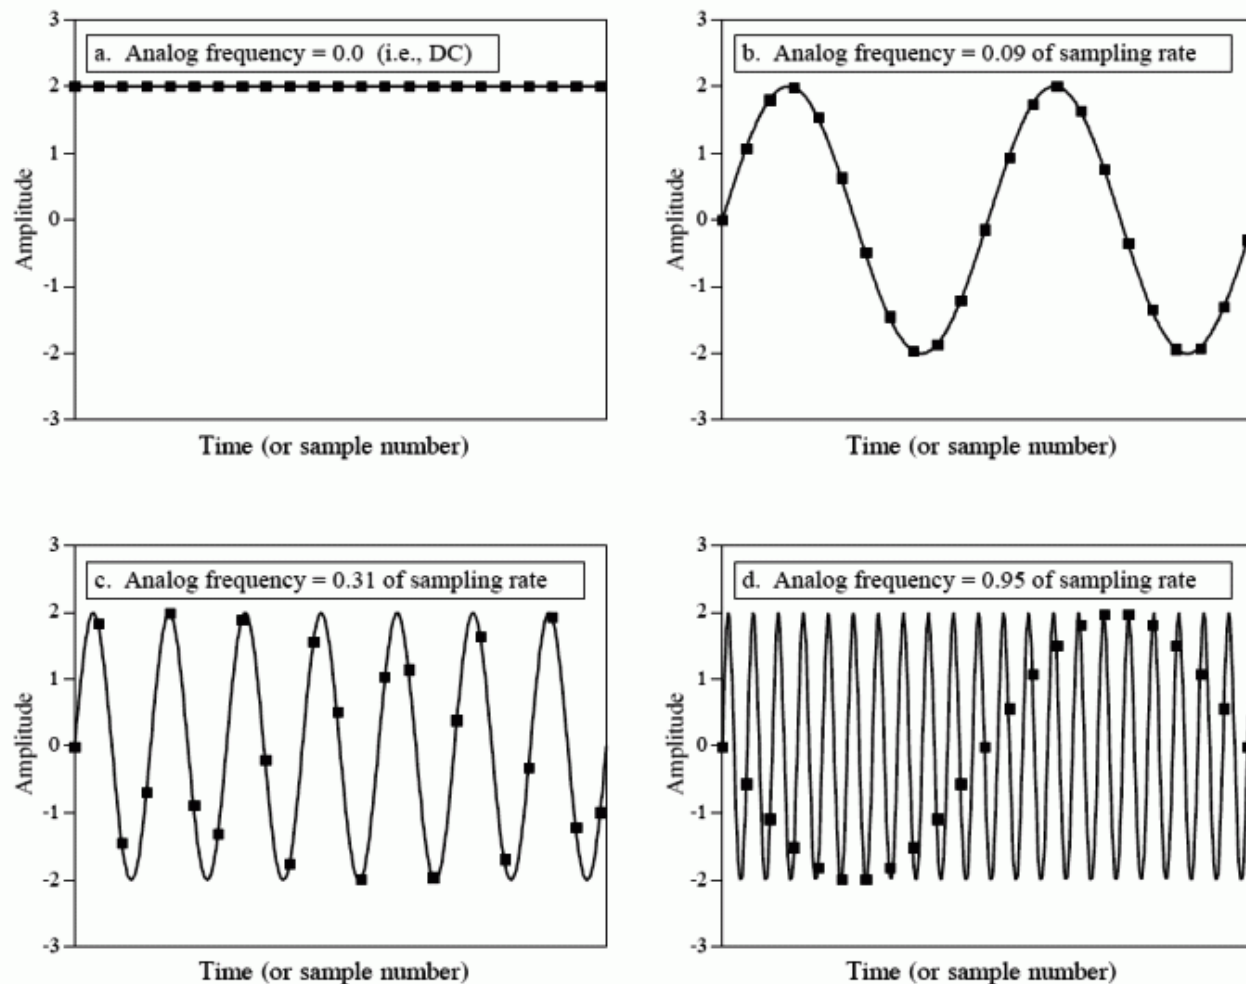 3
a. Analog frequency = 0.0 (i.e., DC)
2
1
0
-1
-2
-3
Amplitude
Time (or sample number)
3
b. Analog frequency = 0.09 of sampling rate
2
1
0
-1
-2
-3
Amplitude
Time (or sample number)
3
c. Analog frequency = 0.31 of sampling rate
2
1
0
-1
-2
-3
Amplitude
Time (or sample number)
3
d. Analog frequency = 0.95 of sampling rate
2
1
0
-1
-2
-3
Amplitude
Time (or sample number)